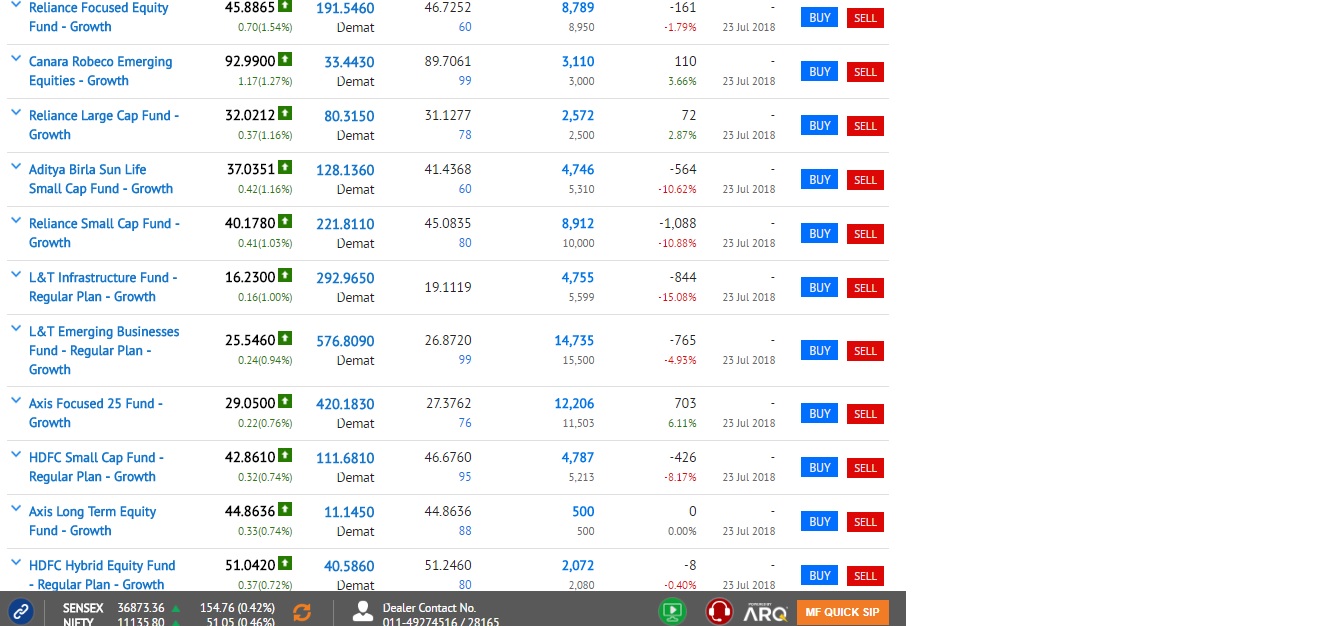 Reliance Focused Equity 45.8865 191.5460 46.7252 8,789 -161 - BUY SELL
Fund - Growth 0.70(1.54%) Demat 60 8,950 -1.79% 23 Jul 2018
Canara Robeco Emerging 92.9900 33.4430 89.7061 3,110 110 - BUY SELL
Equities - Growth 1.17(1.27%) Demat 99 3,000 3.66% 23 Jul 2018
Reliance Large Cap Fund - 32.0212 80.3150 31.1277 2,572 72 - BUY SELL
Growth 0.37(1.16%) Demat 78 2,500 2.87% 23 Jul 2018
Aditya Birla Sun Life 37.0351 128.1360 41.4368 4,746 -564 - BUY SELL
Small Cap Fund - Growth 0.42(1.16%) Demat 60 5,310 -10.62% 23 Jul 2018
Reliance Small Cap Fund - 40.1780 221.8110 45.0835 8,912 -1,088 - BUY SELL
Growth 0.41(1.03%) Demat 80 10,000 -10.88% 23 Jul 2018
L&T Infrastructure Fund - 16.2300 292.9650 19.1119 4,755 -844 - BUY SELL
Regular Plan - Growth 0.16(1.00%) Demat 5,599 -15.08% 23 Jul 2018
L&T Emerging Businesses
Fund - Regular Plan - 25.5460 576.8090 26.8720 14,735 -765 - BUY SELL
Growth 0.24(0.94%) Demat 99 15,500 -4.93% 23 Jul 2018
Axis Focused 25 Fund - 29.0500 420.1830 27.3762 12,206 703 - BUY SELL
Growth 0.22(0.76%) Demat 76 11,503 6.11% 23 Jul 2018
HDFC Small Cap Fund - 42.8610 111.6810 46.6760 4,787 -426 - BUY SELL
Regular Plan - Growth 0.32(0.74%) Demat 95 5,213 -8.17% 23 Jul 2018
Axis Long Term Equity 44.8636 11.1450 44.8636 500 0 - BUY SELL
Fund - Growth 0.33(0.74%) Demat 88 500 0.00% 23 Jul 2018
HDFC Hybrid Equity Fund 51.0420 40.5860 51.2460 2,072 -8 - BUY SELL
- Regular Plan - Growth 0.37(0.72%) Demat 80 2,080 -0.40% 23 Jul 2018
SENSEX 36873.36 154.76 (0.42%) Dealer Contact No. ARQ MF QUICK SIP
NIFTY 11135.80 51.05 (0.46%) 011-49274516 / 28165